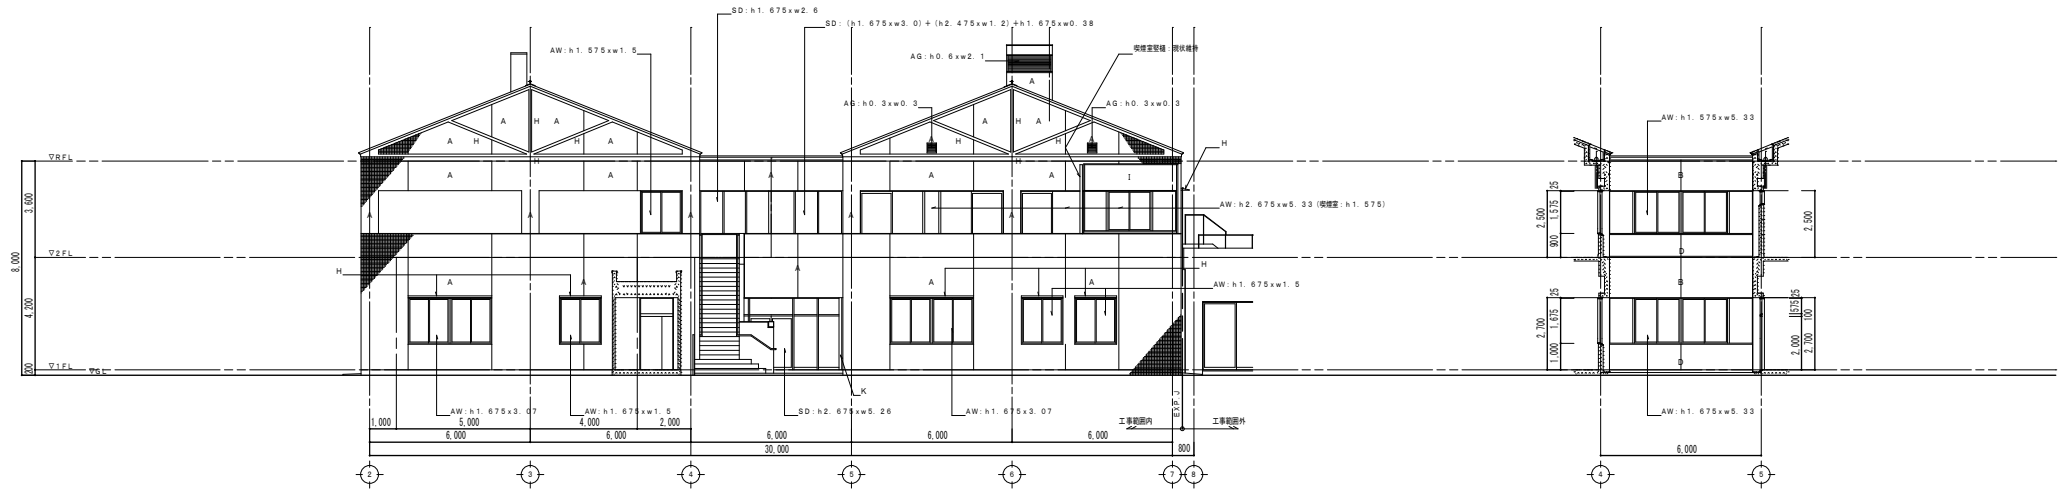 SD:h1.675xw2.6
SD:(h1.675xw3.0)+(h2.475xw1.2)+h1.675xw0.38
AW:h1.575xw1.5
AG:h0.6xw2.1
喫煙室竪樋:現状維持
A
AG:h0.3xw0.3
AG:h0.3xw0.3
AW:h1.575xw5.33
A H A
A H A
A H H A
A H H A
A
A
H
▽RFL
H
H
A A A A A
I
B
3,600
AW:h2.675xw5.33(喫煙室:h1.575)
A A A A A
25
1,575
2,500
900
2,500
8,000
▽2FL
D
H
A
A A
A A
H
B
AW:h1.675xw1.5
4,200
25
1,675
2,700
1,000
25
575
100
2,000
2,700
D
200
▽1FL
▽GL
K
AW:h1.675x3.07
AW:h1.675xw1.5
SD:h2.675xw5.26
AW:h1.675x3.07
EXP.J
AW:h1.675xw5.33
1,000 5,000 4,000 2,000
工事範囲内 工事範囲外
6,000 6,000 6,000 6,000 6,000
30,000 800
6,000
2 3 4 5 6 7 8
4 5